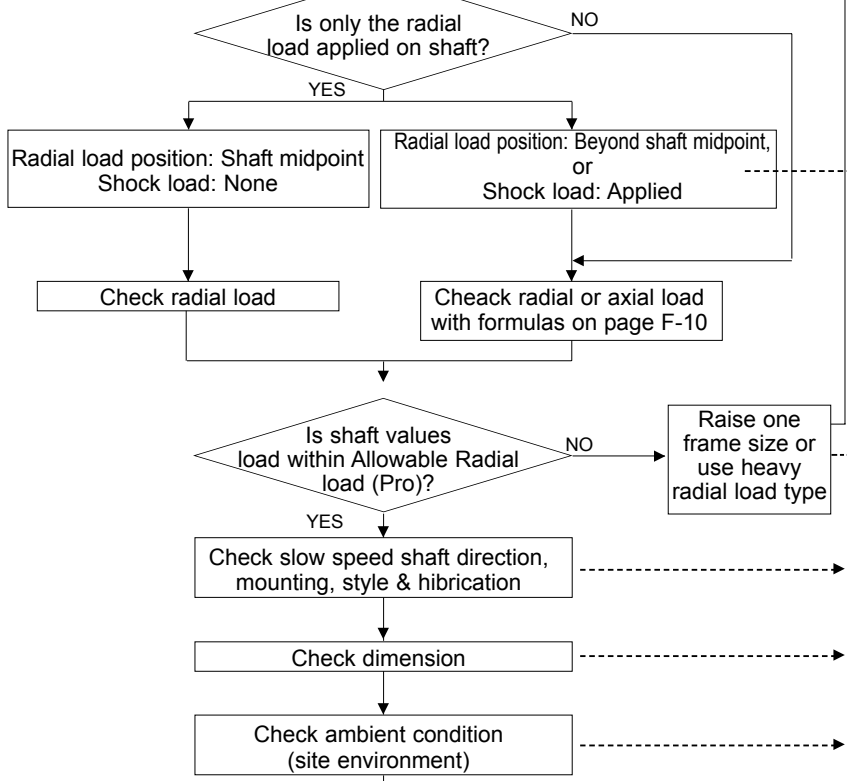 Is only the radial
load applied on shaft?
NO
YES
Radial load position: Shaft midpoint
Shock load: None
Radial load position: Beyond shaft midpoint,
or
Shock load: Applied
Check radial load
Cheack radial or axial load
with formulas on page F-10
Is shaft values
load within Allowable Radial
load (Pro)?
NO
Raise one
frame size or
use heavy
radial load type
YES
Check slow speed shaft direction,
mounting, style & hibrication
Check dimension
Check ambient condition
(site environment)